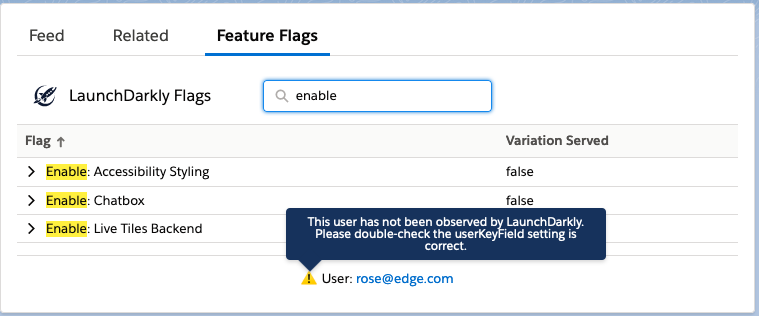 Feed Related Feature Flags
LaunchDarkly Flags enable
Flag ↑ Variation Served
Enable: Accessibility Styling false
Enable: Chatbox false
Enable: Live Tiles Backend
This user has not been observed by LaunchDarkly.
Please double-check the userKeyField setting is
correct.
User: rose@edge.com